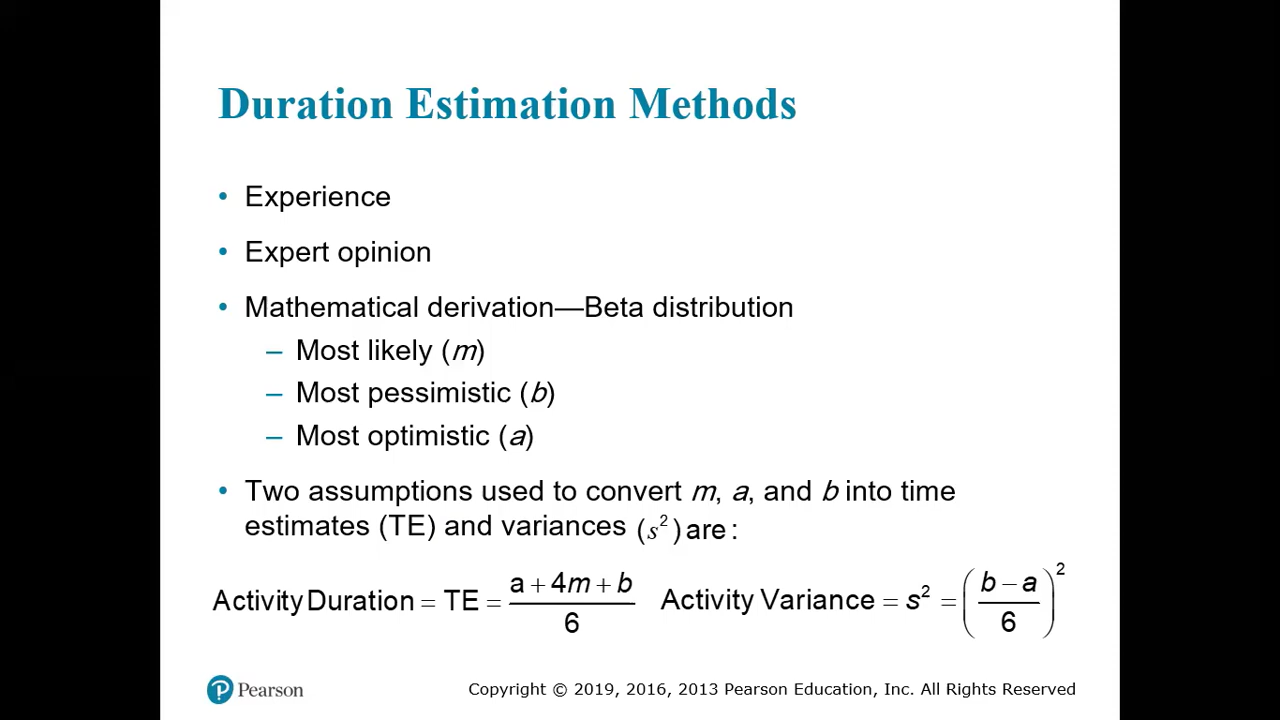 Duration Estimation Methods
• Experience
• Expert opinion
• Mathematical derivation—Beta distribution
– Most likely (m)
– Most pessimistic (b)
– Most optimistic (a)
• Two assumptions used to convert m, a, and b into time
estimates (TE) and variances (s²) are:
Activity Duration = TE = (a + 4m + b) / 6    Activity Variance = s² = ((b − a) / 6)²
Pearson    Copyright © 2019, 2016, 2013 Pearson Education, Inc. All Rights Reserved